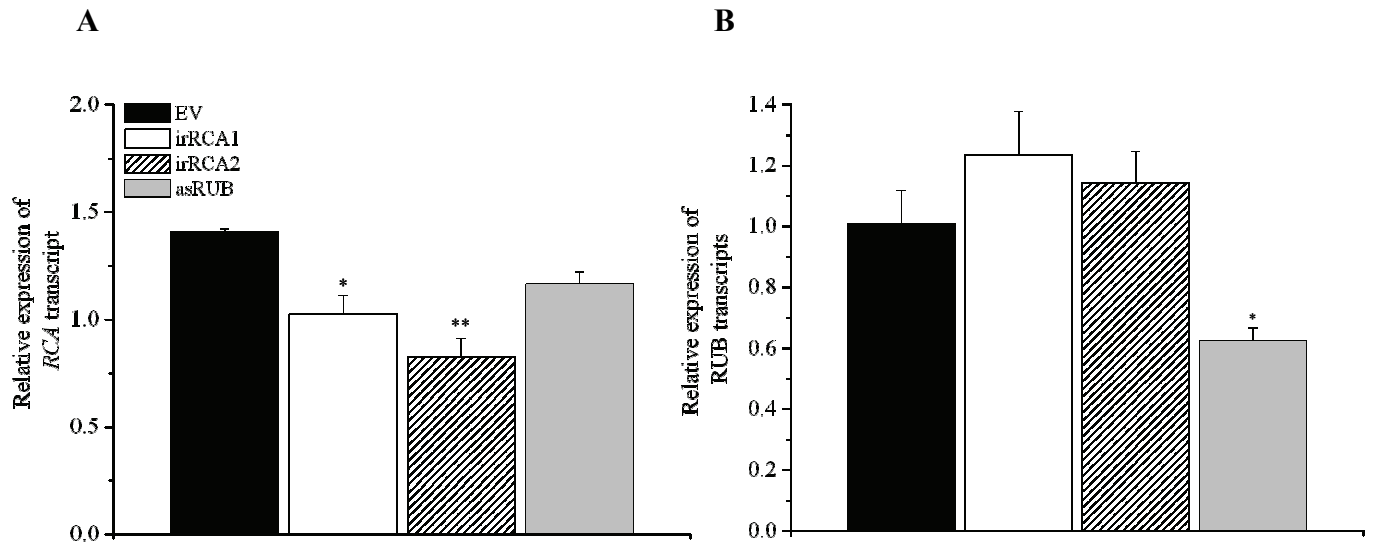 A
B
Relative expression of
RCA transcript
2.0
1.5
1.0
0.5
0.0
EV
irRCA1
irRCA2
asRUB
*
**
Relative expression of
RUB transcripts
1.4
1.2
1.0
0.8
0.6
0.4
0.2
0.0
*